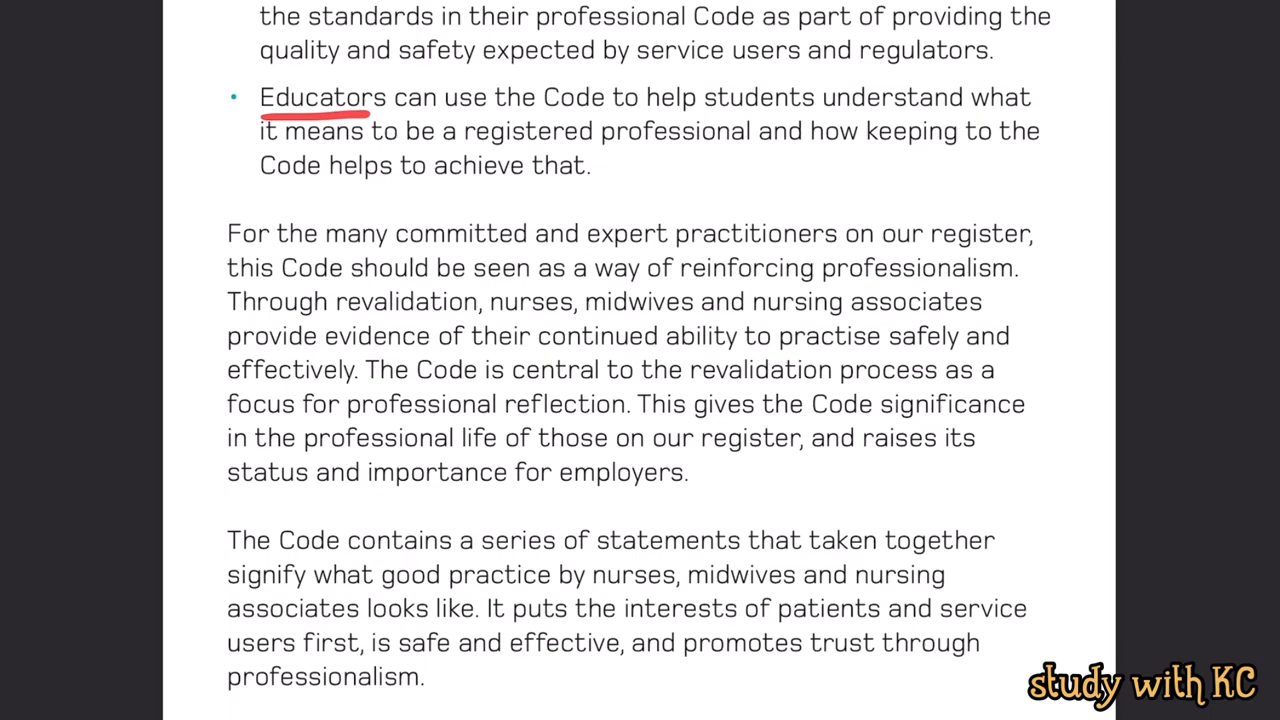 the standards in their professional Code as part of providing the
quality and safety expected by service users and regulators.
• Educators can use the Code to help students understand what
it means to be a registered professional and how keeping to the
Code helps to achieve that.
For the many committed and expert practitioners on our register,
this Code should be seen as a way of reinforcing professionalism.
Through revalidation, nurses, midwives and nursing associates
provide evidence of their continued ability to practise safely and
effectively. The Code is central to the revalidation process as a
focus for professional reflection. This gives the Code significance
in the professional life of those on our register, and raises its
status and importance for employers.
The Code contains a series of statements that taken together
signify what good practice by nurses, midwives and nursing
associates looks like. It puts the interests of patients and service
users first, is safe and effective, and promotes trust through
professionalism.
study with KC